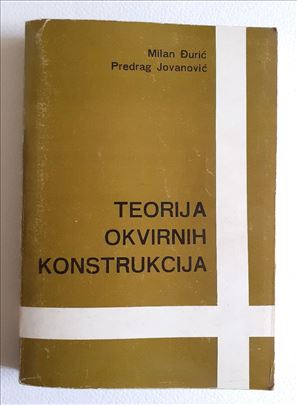 Milan Đurić
Predrag Jovanović
TEORIJA
OKVIRNIH
KONSTRUKCIJA